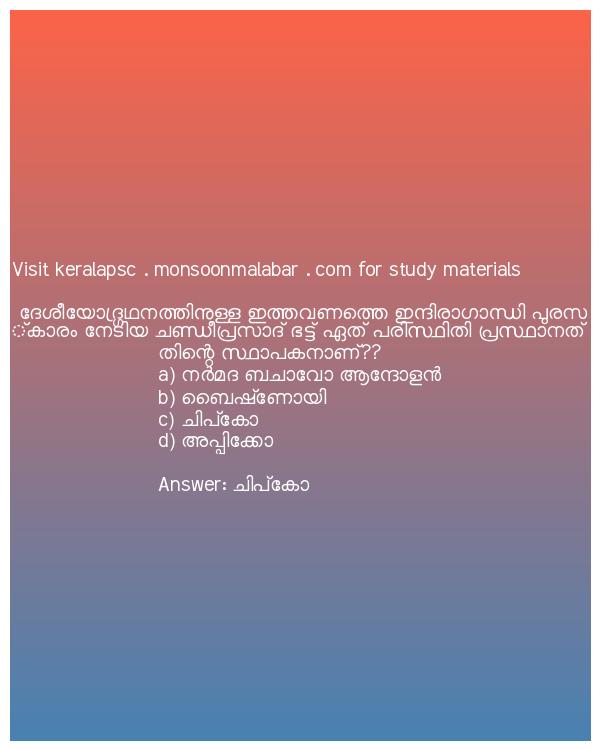 Visit keralapsc . monsoonmalabar . com for study materials
ദേശീയോദ്ഗ്രഥനത്തിനുള്ള ഇത്തവണത്തെ ഇന്ദിരാഗാന്ധി പുരസ
്കാരം നേടിയ ചണ്ഡീപ്രസാദ് ഭട്ട് ഏത് പരിസ്ഥിതി പ്രസ്ഥാനത്
തിന്റെ സ്ഥാപകനാണ്??
a) നർമദ ബചാവോ ആന്ദോളൻ
b) ബൈഷ്ണോയി
c) ചിപ്കോ
d) അപ്പിക്കോ
Answer: ചിപ്കോ